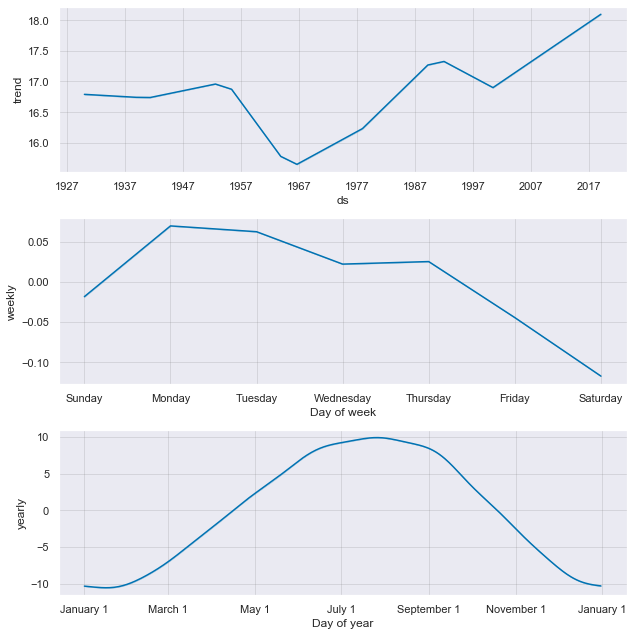 18.0
17.5
17.0
16.5
16.0
trend
1927 1937 1947 1957 1967 1977 1987 1997 2007 2017
ds
0.05
0.00
−0.05
−0.10
weekly
Sunday Monday Tuesday Wednesday Thursday Friday Saturday
Day of week
10
5
0
−5
−10
yearly
January 1 March 1 May 1 July 1 September 1 November 1 January 1
Day of year